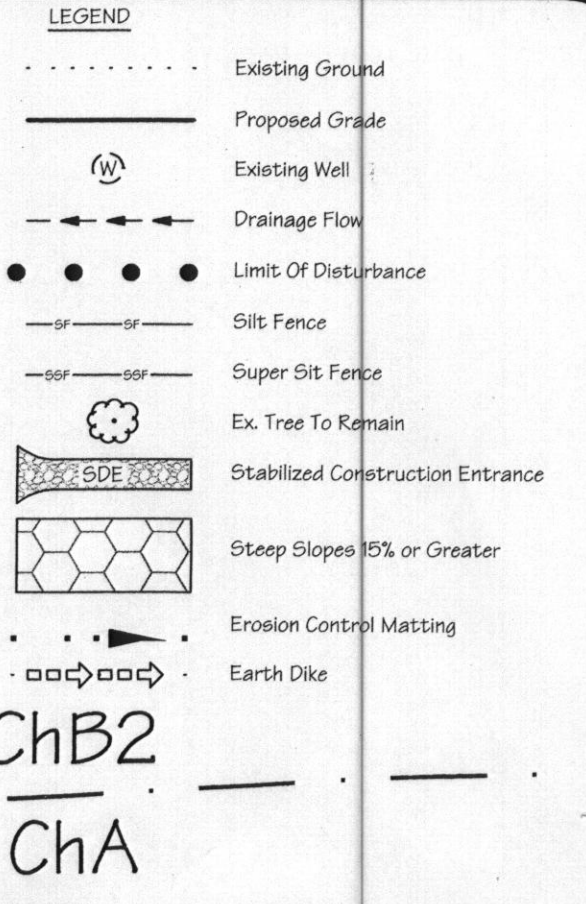 LEGEND
Existing Ground
Proposed Grade
W Existing Well
Drainage Flow
Limit Of Disturbance
SF SF Silt Fence
SSF SSF Super Sit Fence
Ex. Tree To Remain
SDE Stabilized Construction Entrance
Steep Slopes 15% or Greater
Erosion Control Matting
Earth Dike
ChB2
ChA